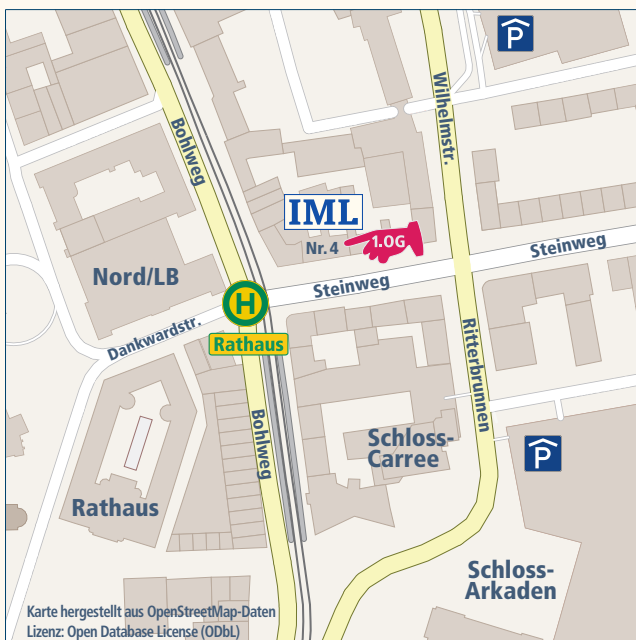 P
Wilhelmstr.
Bohlweg
IML
1.OG
Nr. 4
Steinweg
Nord/LB
Steinweg
H
Dankwardstr.
Rathaus
Ritterbrunnen
Bohlweg
Schloss-
Carree
P
Rathaus
Schloss-
Arkaden
Karte hergestellt aus OpenStreetMap-Daten
Lizenz: Open Database License (ODbL)